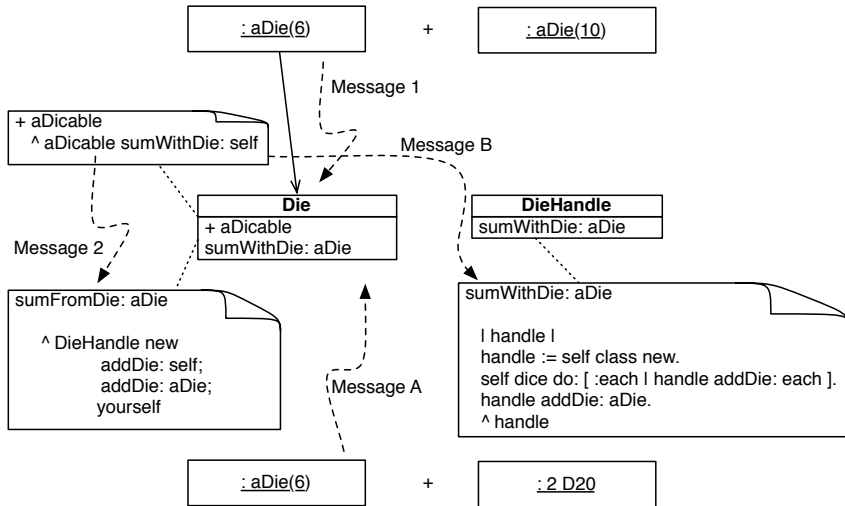 : aDie(6) + : aDie(10)
Message 1
+ aDicable
^ aDicable sumWithDie: self
Message B
Die
+ aDicable
sumWithDie: aDie
DieHandle
sumWithDie: aDie
Message 2
sumFromDie: aDie
^ DieHandle new
addDie: self;
addDie: aDie;
yourself
Message A
sumWithDie: aDie
| handle |
handle := self class new.
self dice do: [ :each | handle addDie: each ].
handle addDie: aDie.
^ handle
: aDie(6) + : 2 D20